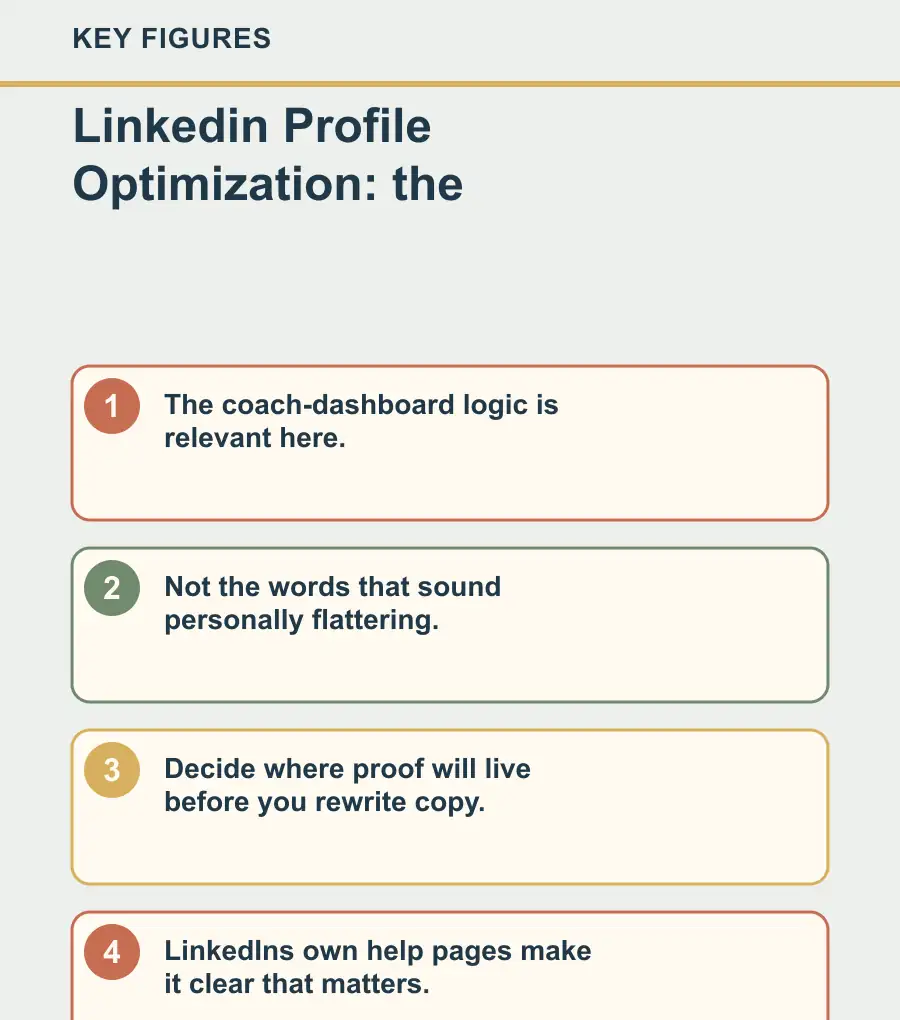 KEY FIGURES
Linkedin Profile
Optimization: the
1
The coach-dashboard logic is
relevant here.
2
Not the words that sound
personally flattering.
3
Decide where proof will live
before you rewrite copy.
4
LinkedIns own help pages make
it clear that matters.